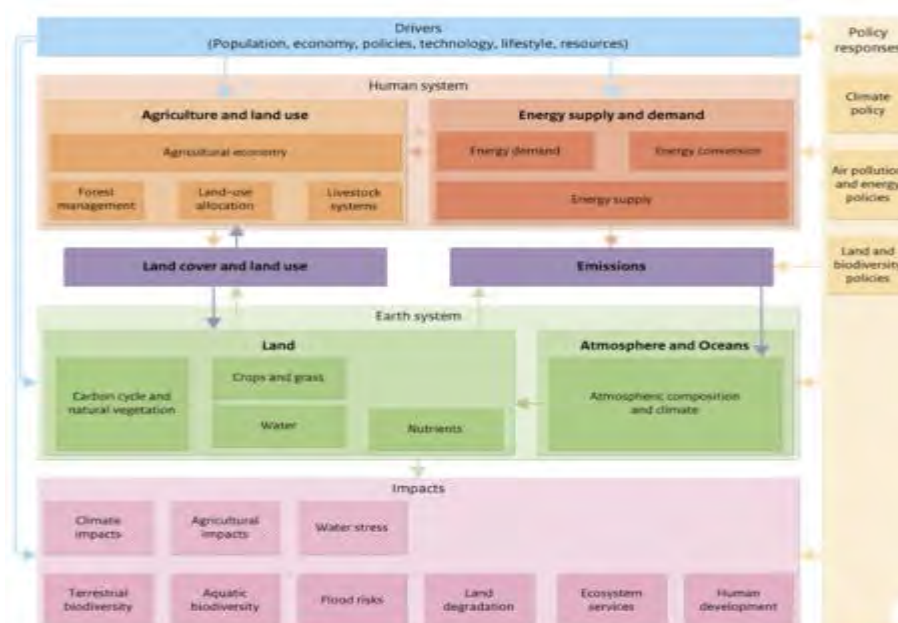 Drivers
(Population, economy, policies, technology, lifestyle, resources)
Policy
responses
Human system
Agriculture and land use
Agricultural economy
Forest
management
Land-use
allocation
Livestock
systems
Energy supply and demand
Energy demand
Energy conversion
Energy supply
Climate
policy
Air pollution
and energy
policies
Land and
biodiversity
policies
Land cover and land use
Emissions
Earth system
Land
Carbon cycle and
natural vegetation
Crops and grass
Water
Nutrients
Atmosphere and Oceans
Atmospheric composition
and climate
Impacts
Climate
impacts
Agricultural
impacts
Water stress
Terrestrial
biodiversity
Aquatic
biodiversity
Flood risks
Land
degradation
Ecosystem
services
Human
development